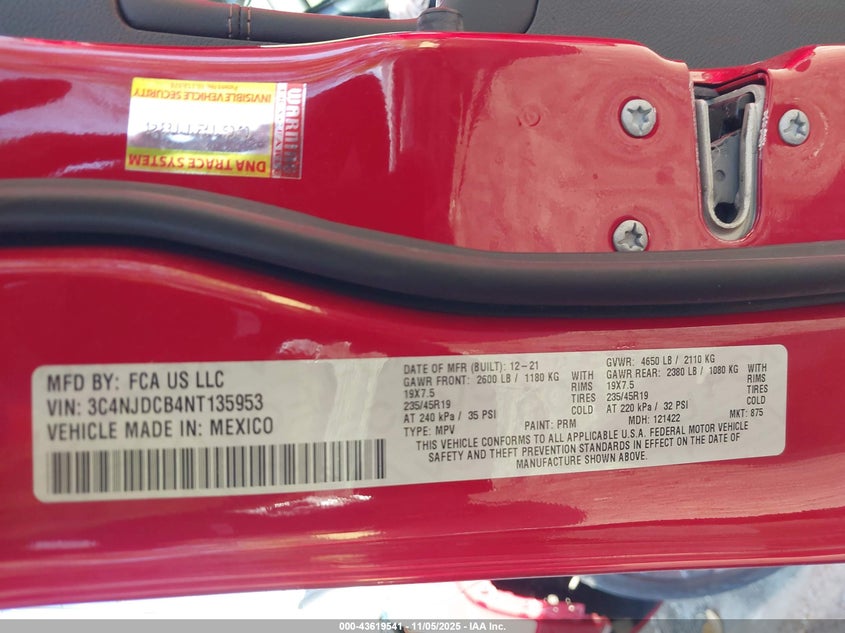 WARNING
DNA TRACE SYSTEM
INVISIBLE VEHICLE SECURITY
MFD BY: FCA US LLC
VIN: 3C4NJDCB4NT135953
VEHICLE MADE IN: MEXICO
DATE OF MFR (BUILT): 12-21
GAWR FRONT: 2600 LB / 1180 KG WITH
19X7.5 TIRES
235/45R19 RIMS
AT 240 kPa / 35 PSI COLD
TYPE: MPV
PAINT: PRM
GVWR: 4650 LB / 2110 KG
GAWR REAR: 2380 LB / 1080 KG WITH
19X7.5 TIRES
235/45R19 RIMS
AT 220 kPa / 32 PSI COLD
MDH: 121422
MKT: 875
THIS VEHICLE CONFORMS TO ALL APPLICABLE U.S.A. FEDERAL MOTOR VEHICLE
SAFETY AND THEFT PREVENTION STANDARDS IN EFFECT ON THE DATE OF
MANUFACTURE SHOWN ABOVE.
000-43619541 - 11/05/2025 - IAA Inc.